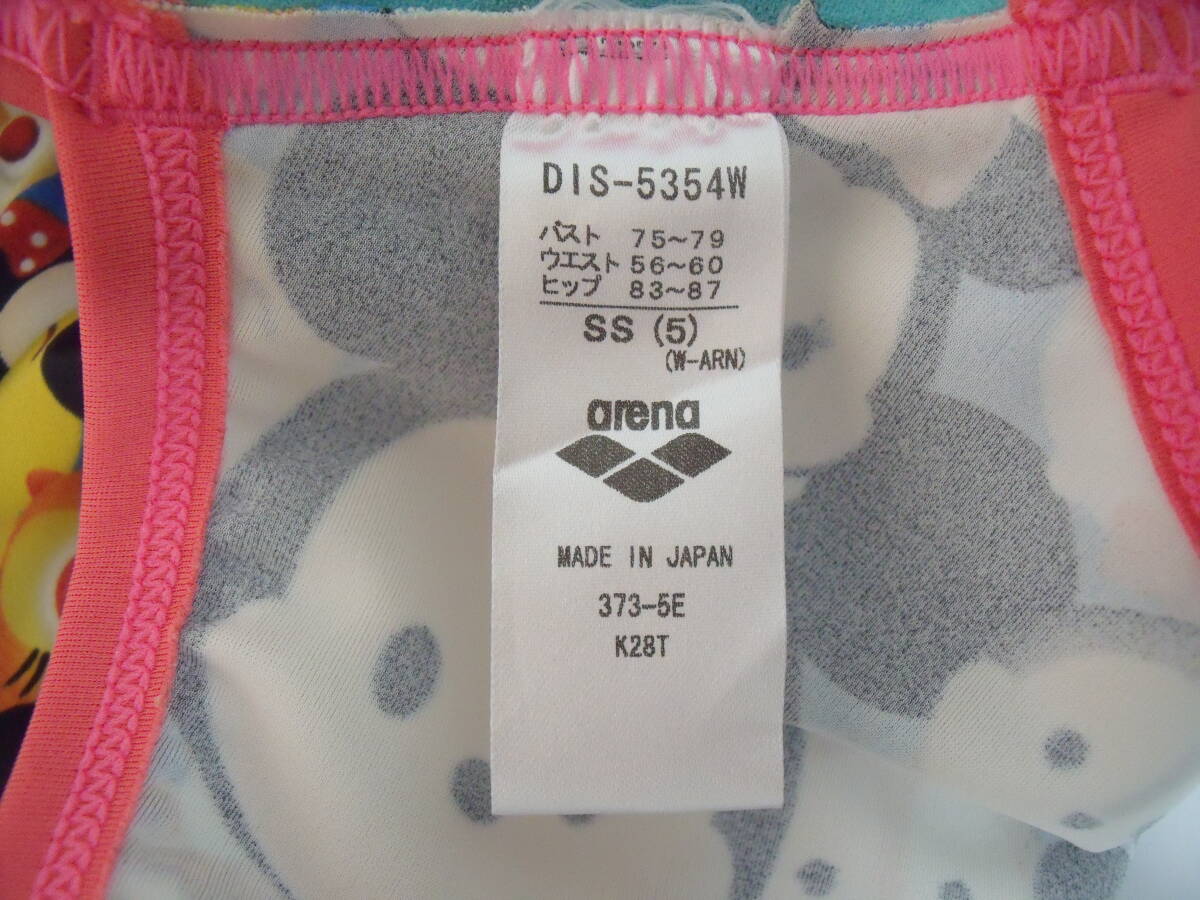 DIS-5354W
バスト 75~79
ウエスト 56~60
ヒップ 83~87
SS (5)
(W-ARN)
arena
MADE IN JAPAN
373-5E
K28T